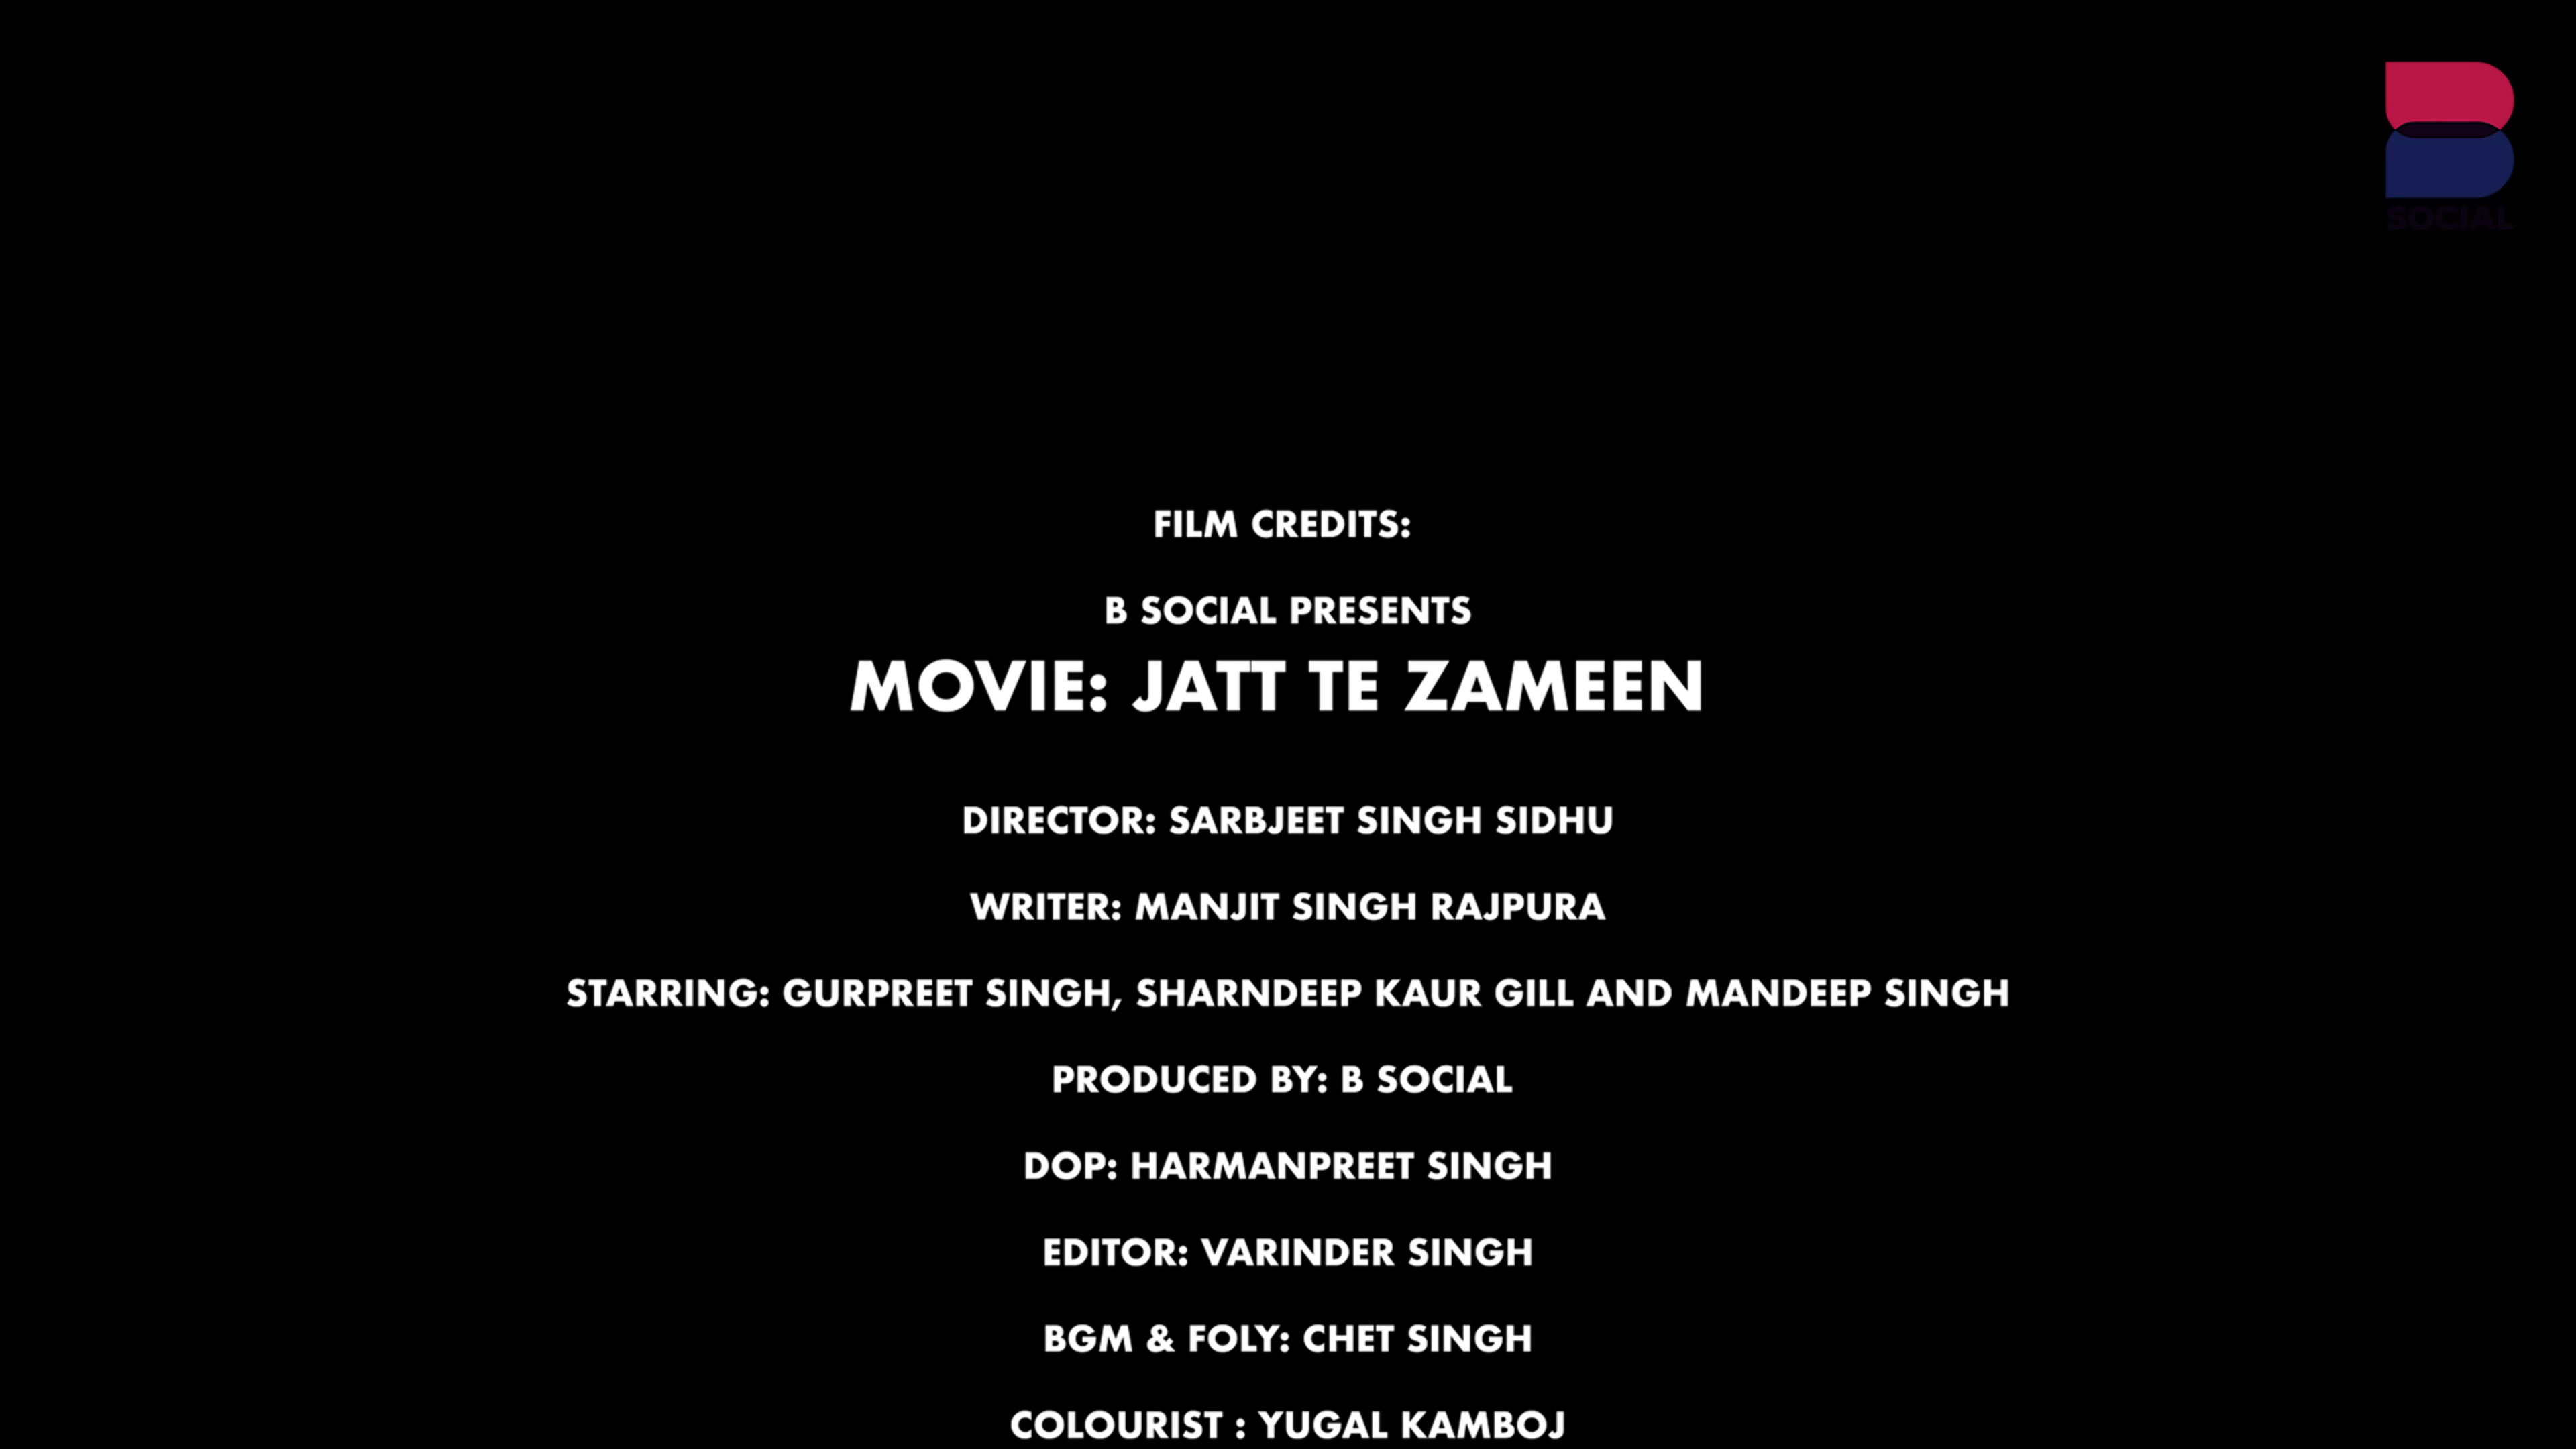 SOCIAL
FILM CREDITS:
B SOCIAL PRESENTS
MOVIE: JATT TE ZAMEEN
DIRECTOR: SARBJEET SINGH SIDHU
WRITER: MANJIT SINGH RAJPURA
STARRING: GURPREET SINGH, SHARNDEEP KAUR GILL AND MANDEEP SINGH
PRODUCED BY: B SOCIAL
DOP: HARMANPREET SINGH
EDITOR: VARINDER SINGH
BGM & FOLY: CHET SINGH
COLOURIST : YUGAL KAMBOJ